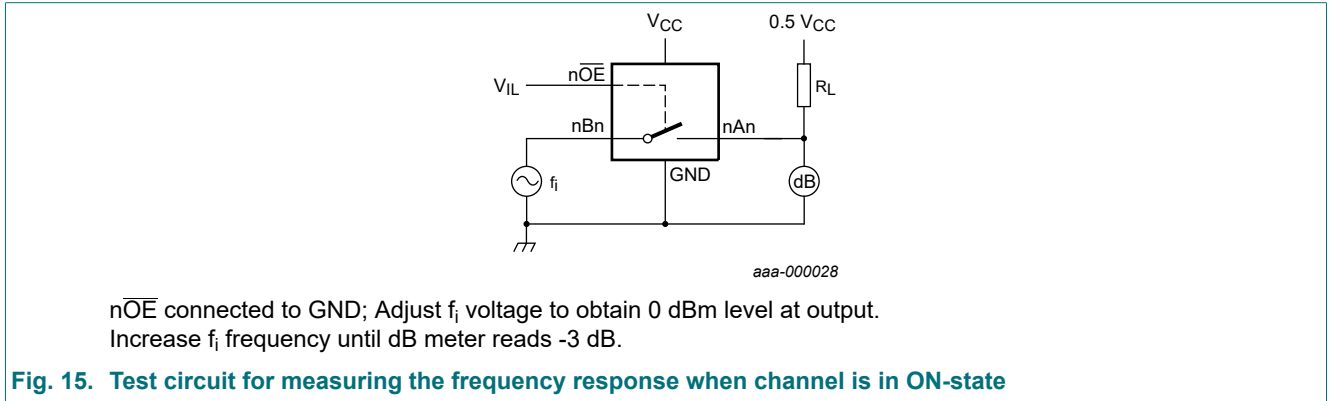 VCC
0.5 VCC
nO̅E̅
VIL
RL
nBn
nAn
GND
fi
dB
aaa-000028
nO̅E̅ connected to GND; Adjust fi voltage to obtain 0 dBm level at output.
Increase fi frequency until dB meter reads -3 dB.
Fig. 15. Test circuit for measuring the frequency response when channel is in ON-state